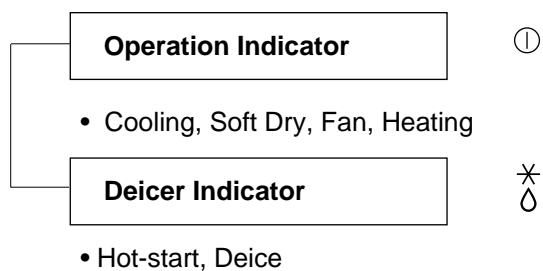 Operation Indicator
• Cooling, Soft Dry, Fan, Heating
Deicer Indicator
• Hot-start, Deice